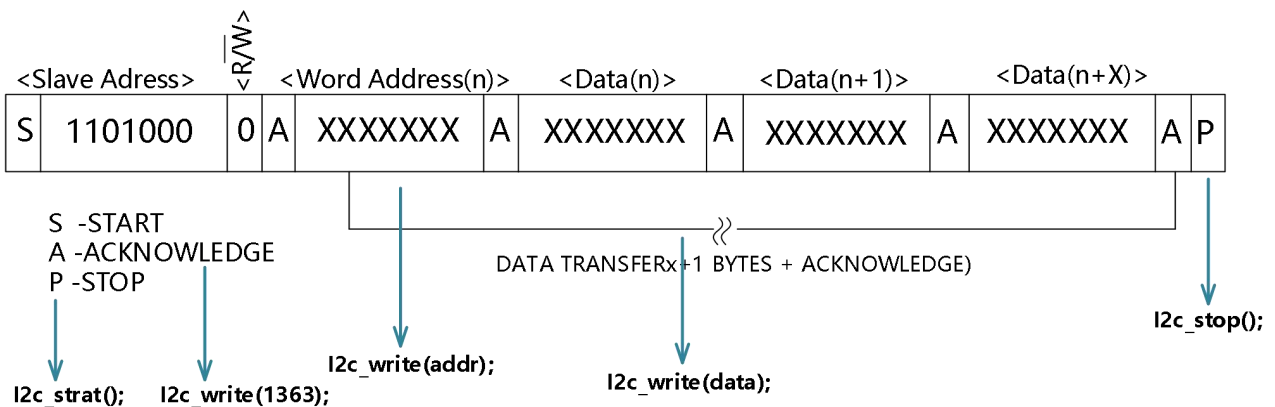 <R/W>
<Slave Adress> <Word Address(n)> <Data(n)> <Data(n+1)> <Data(n+X)>
S 1101000 0 A XXXXXXX A XXXXXXX A XXXXXXX A XXXXXXX A P
S -START
A -ACKNOWLEDGE
P -STOP
DATA TRANSFERx+1 BYTES + ACKNOWLEDGE)
I2c_stop();
I2c_write(addr);
I2c_write(data);
I2c_strat(); I2c_write(1363);